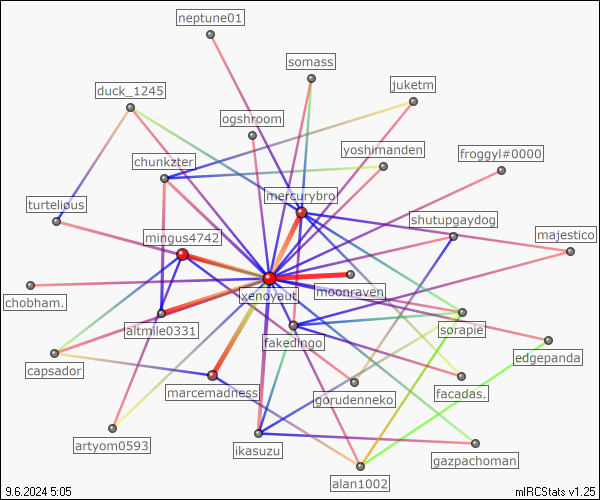 neptune01
somass
juketm
duck_1245
ogshroom
yoshimanden
froggyl#0000
chunkzter
mercurybro
turtelious
shutupgaydog
mingus4742
majestico
xenoyaut
moonraven
chobham.
altmile0331
fakedingo
sorapie
edgepanda
capsador
marcemadness
gorudenneko
facadas.
artyom0593
ikasuzu
gazpachoman
alan1002
9.6.2024 5:05
mIRCStats v1.25